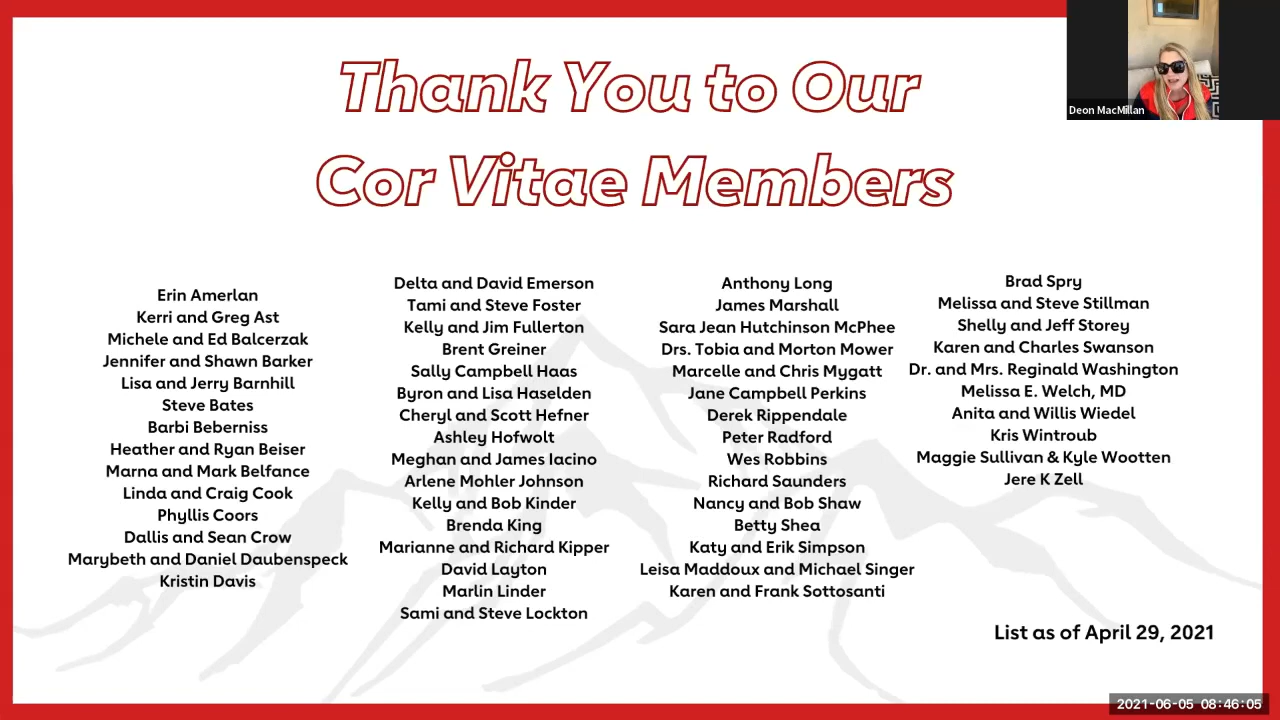 Thank You to Our
Cor Vitae Members
Deon MacMillan
Erin Amerlan
Kerri and Greg Ast
Michele and Ed Balcerzak
Jennifer and Shawn Barker
Lisa and Jerry Barnhill
Steve Bates
Barbi Beberniss
Heather and Ryan Beiser
Marna and Mark Belfance
Linda and Craig Cook
Phyllis Coors
Dallis and Sean Crow
Marybeth and Daniel Daubenspeck
Kristin Davis
Delta and David Emerson
Tami and Steve Foster
Kelly and Jim Fullerton
Brent Greiner
Sally Campbell Haas
Byron and Lisa Haselden
Cheryl and Scott Hefner
Ashley Hofwolt
Meghan and James Iacino
Arlene Mohler Johnson
Kelly and Bob Kinder
Brenda King
Marianne and Richard Kipper
David Layton
Marlin Linder
Sami and Steve Lockton
Anthony Long
James Marshall
Sara Jean Hutchinson McPhee
Drs. Tobia and Morton Mower
Marcelle and Chris Mygatt
Jane Campbell Perkins
Derek Rippendale
Peter Radford
Wes Robbins
Richard Saunders
Nancy and Bob Shaw
Betty Shea
Katy and Erik Simpson
Leisa Maddoux and Michael Singer
Karen and Frank Sottosanti
Brad Spry
Melissa and Steve Stillman
Shelly and Jeff Storey
Karen and Charles Swanson
Dr. and Mrs. Reginald Washington
Melissa E. Welch, MD
Anita and Willis Wiedel
Kris Wintroub
Maggie Sullivan & Kyle Wootten
Jere K Zell
List as of April 29, 2021
2021-06-05 08:46:05